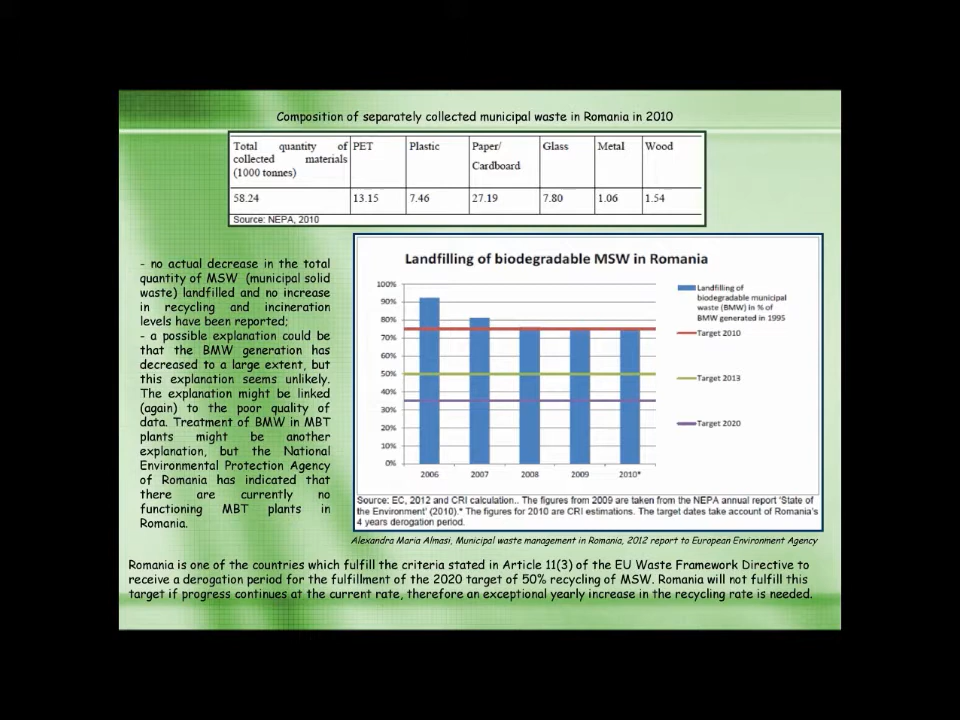 Composition of separately collected municipal waste in Romania in 2010
Total quantity of collected materials (1000 tonnes) PET Plastic Paper/ Cardboard Glass Metal Wood
58.24 13.15 7.46 27.19 7.80 1.06 1.54
Source: NEPA, 2010
- no actual decrease in the total
quantity of MSW (municipal solid
waste) landfilled and no increase
in recycling and incineration
levels have been reported;
- a possible explanation could be
that the BMW generation has
decreased to a large extent, but
this explanation seems unlikely.
The explanation might be linked
(again) to the poor quality of
data. Treatment of BMW in MBT
plants might be another
explanation, but the National
Environmental Protection Agency
of Romania has indicated that
there are currently no
functioning MBT plants in
Romania.
Landfilling of biodegradable MSW in Romania
100%
90%
80%
70%
60%
50%
40%
30%
20%
10%
0%
2006 2007 2008 2009 2010*
Landfilling of
biodegradable municipal
waste (BMW) in % of
BMW generated in 1995
Target 2010
Target 2013
Target 2020
Source: EC, 2012 and CRI calculation.. The figures from 2009 are taken from the NEPA annual report 'State of
the Environment' (2010).* The figures for 2010 are CRI estimations. The target dates take account of Romania's
4 years derogation period.
Alexandra Maria Almasi, Municipal waste management in Romania, 2012 report to European Environment Agency
Romania is one of the countries which fulfill the criteria stated in Article 11(3) of the EU Waste Framework Directive to
receive a derogation period for the fulfillment of the 2020 target of 50% recycling of MSW. Romania will not fulfill this
target if progress continues at the current rate, therefore an exceptional yearly increase in the recycling rate is needed.